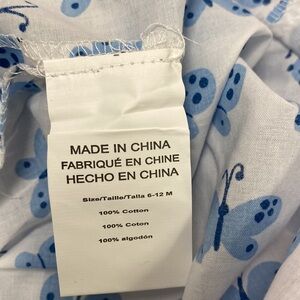 MADE IN CHINA
FABRIQUÉ EN CHINE
HECHO EN CHINA
Size/Taille/Talla 6-12 M
100% Cotton
100% Coton
100% algodón